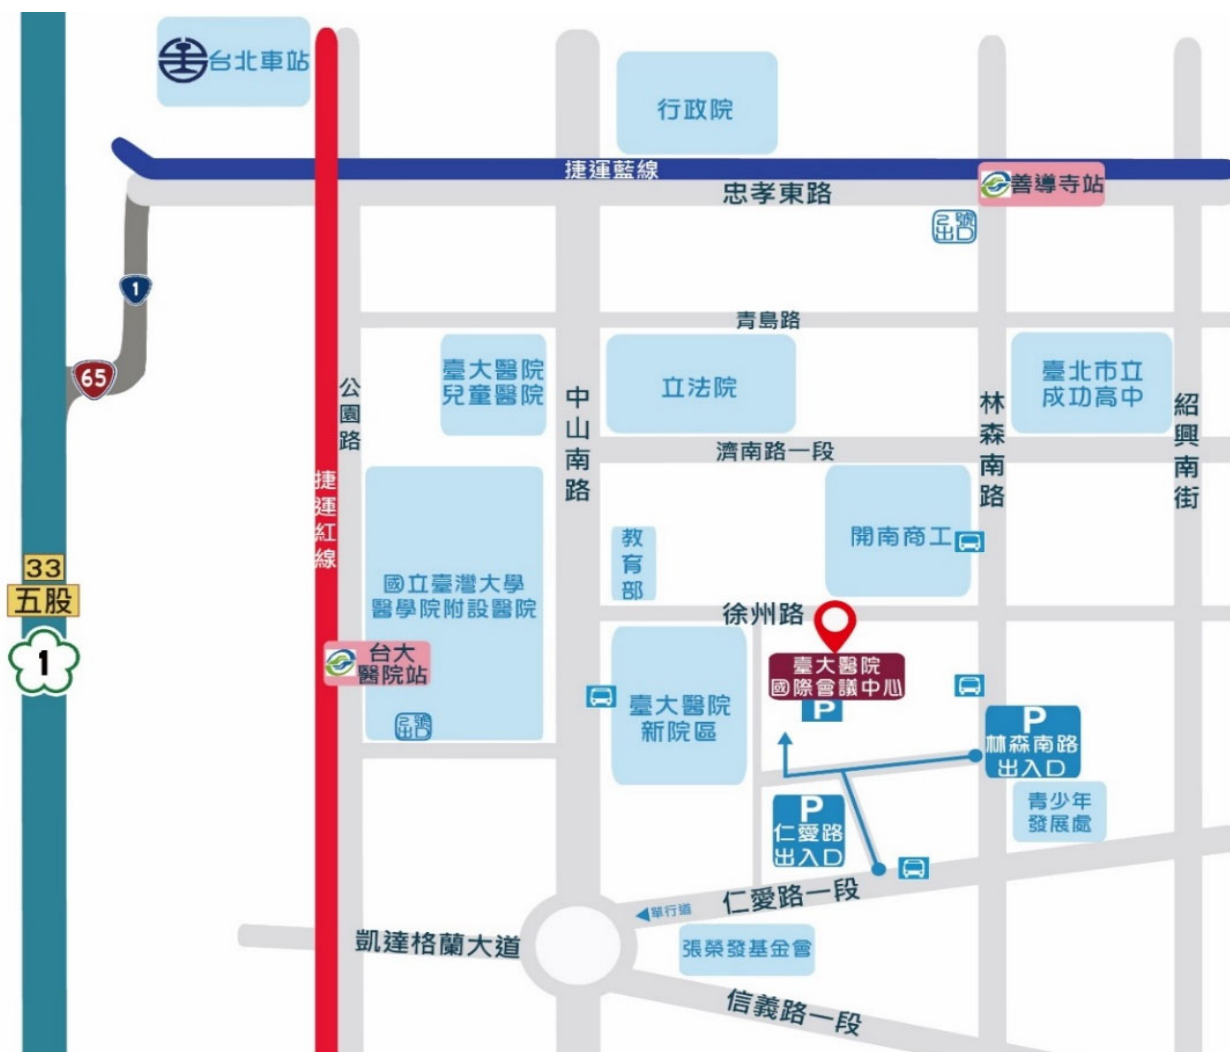 台北車站
行政院
捷運藍線
忠孝東路
善導寺站
2號
出口
1
青島路
65
臺大醫院
兒童醫院
立法院
臺北市立
成功高中
公園路
中山南路
林森南路
紹興南街
濟南路一段
捷運紅線
國立臺灣大學
醫學院附設醫院
教育部
開南商工
33
五股
1
徐州路
台大
醫院站
臺大醫院
國際會議中心
P
臺大醫院
新院區
2號
出口
P
林森南路
出入口
P
仁愛路
出入口
青少年
發展處
仁愛路一段
單行道
凱達格蘭大道
張榮發基金會
信義路一段